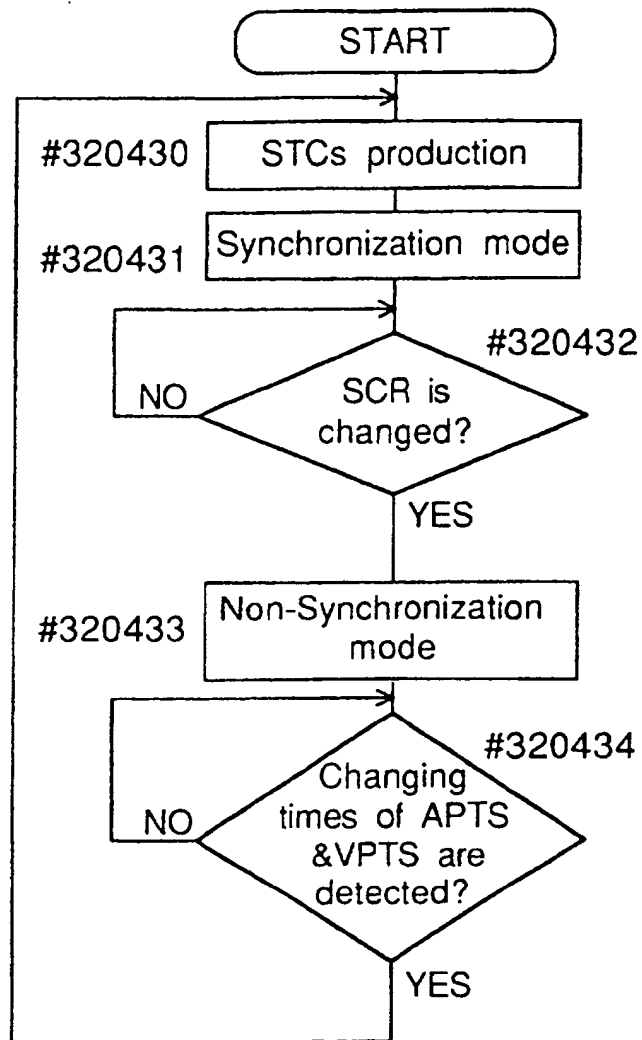 START
#320430
STCs production
#320431
Synchronization mode
#320432
SCR is
changed?
NO
YES
#320433
Non-Synchronization
mode
#320434
Changing
times of APTS
&VPTS are
detected?
NO
YES